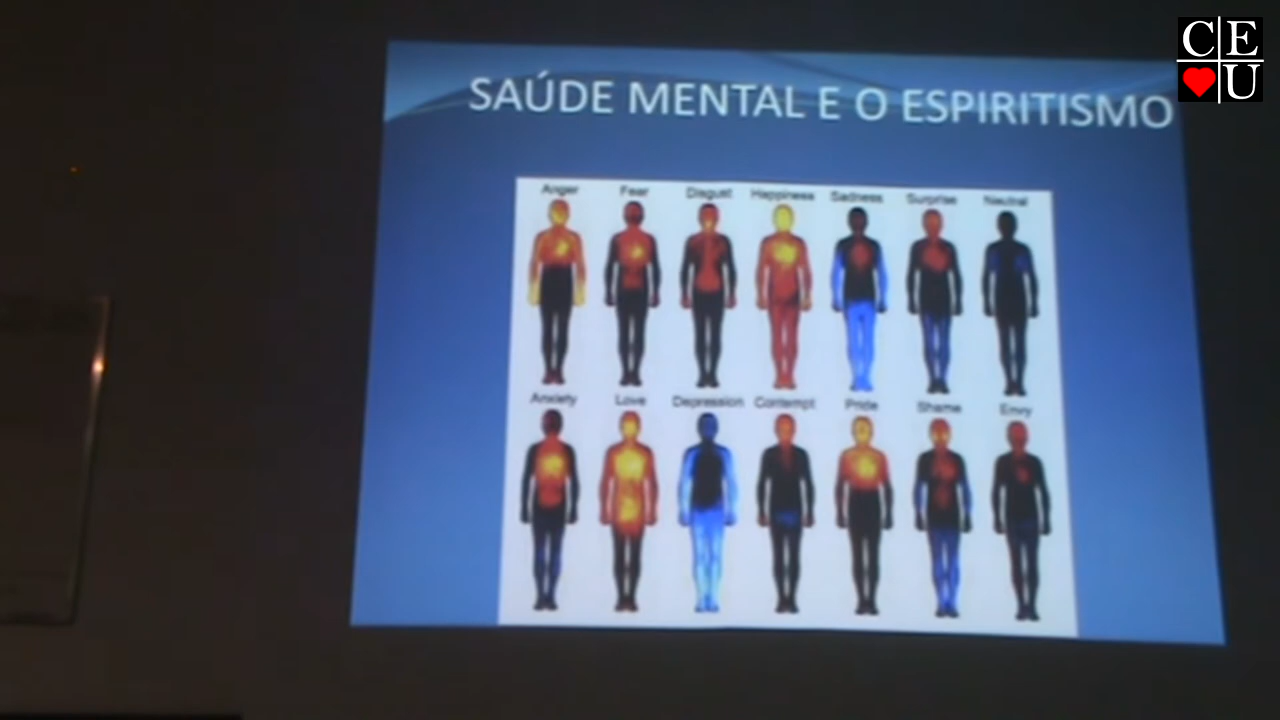 CE
U
SAÚDE MENTAL E O ESPIRITISMO
Anger Fear Disgust Happiness Sadness Surprise Neutral
Anxiety Love Depression Contempt Pride Shame Envy